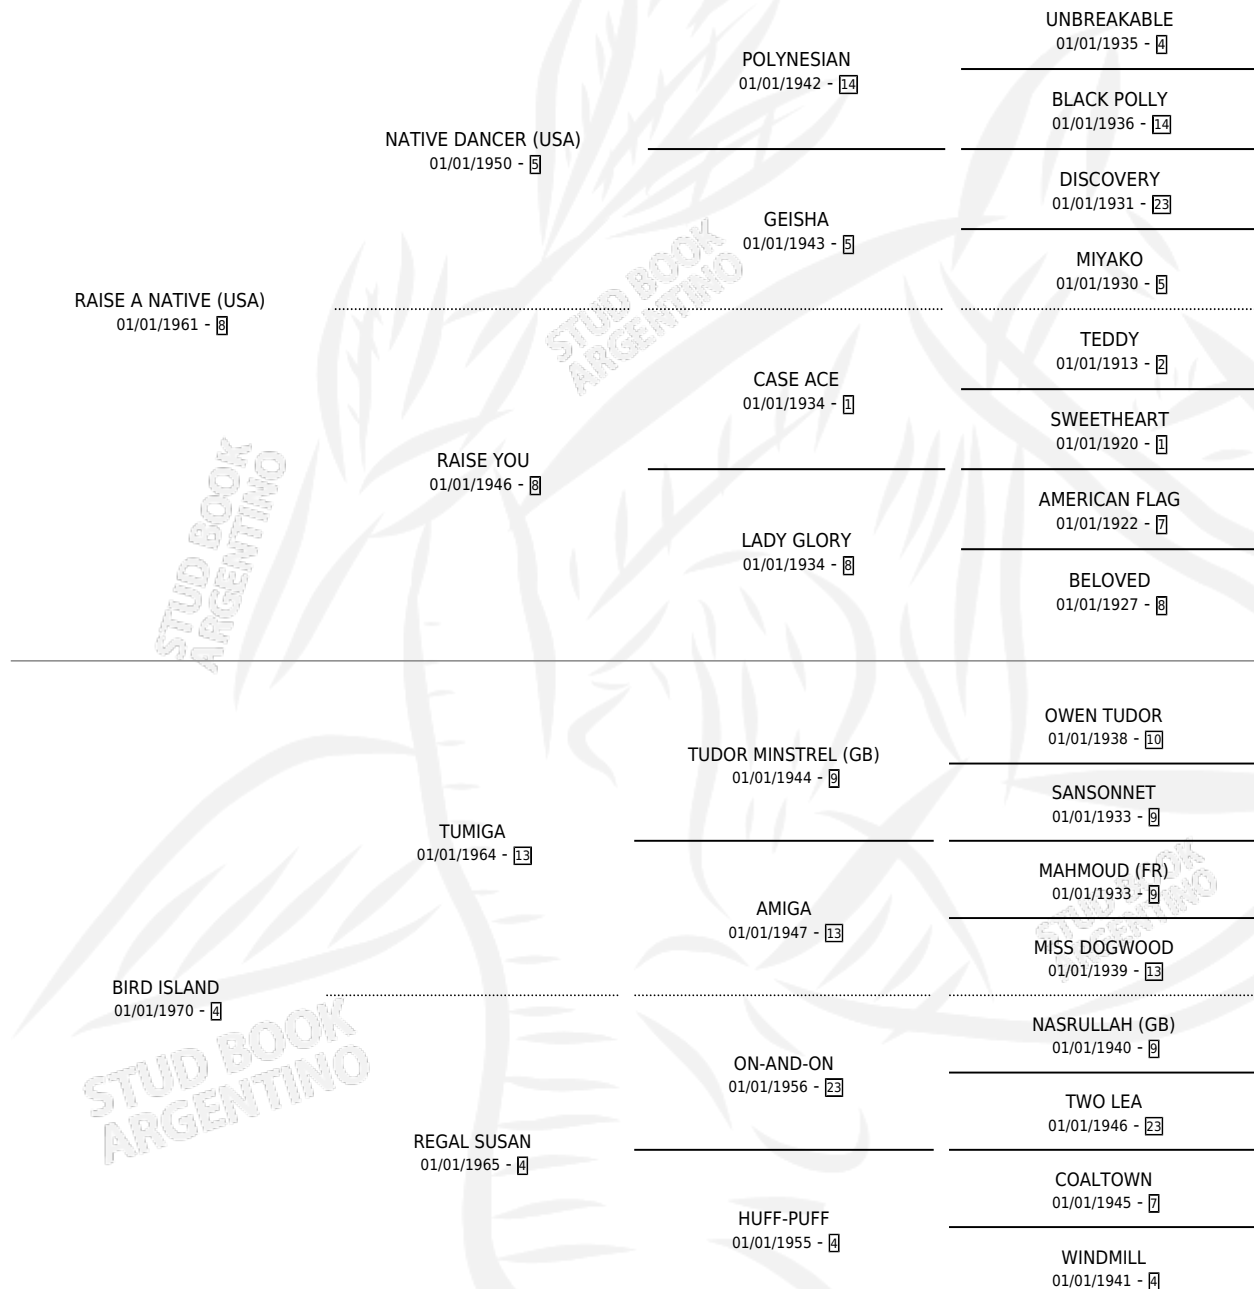 UNBREAKABLE
01/01/1935 - 4
POLYNESIAN
01/01/1942 - 14
BLACK POLLY
01/01/1936 - 14
NATIVE DANCER (USA)
01/01/1950 - 5
DISCOVERY
01/01/1931 - 23
GEISHA
01/01/1943 - 5
MIYAKO
01/01/1930 - 5
RAISE A NATIVE (USA)
01/01/1961 - 8
TEDDY
01/01/1913 - 2
CASE ACE
01/01/1934 - 1
SWEETHEART
01/01/1920 - 1
RAISE YOU
01/01/1946 - 8
AMERICAN FLAG
01/01/1922 - 7
LADY GLORY
01/01/1934 - 8
BELOVED
01/01/1927 - 8
OWEN TUDOR
01/01/1938 - 10
TUDOR MINSTREL (GB)
01/01/1944 - 9
SANSONNET
01/01/1933 - 9
TUMIGA
01/01/1964 - 13
MAHMOUD (FR)
01/01/1933 - 9
AMIGA
01/01/1947 - 13
MISS DOGWOOD
01/01/1939 - 13
BIRD ISLAND
01/01/1970 - 4
NASRULLAH (GB)
01/01/1940 - 9
ON-AND-ON
01/01/1956 - 23
TWO LEA
01/01/1946 - 23
REGAL SUSAN
01/01/1965 - 4
COALTOWN
01/01/1945 - 7
HUFF-PUFF
01/01/1955 - 4
WINDMILL
01/01/1941 - 4
STUD BOOK
ARGENTINO
STUD BOOK
ARGENTINO
STUD BOOK
ARGENTINO
STUD BOOK
ARGENTINO